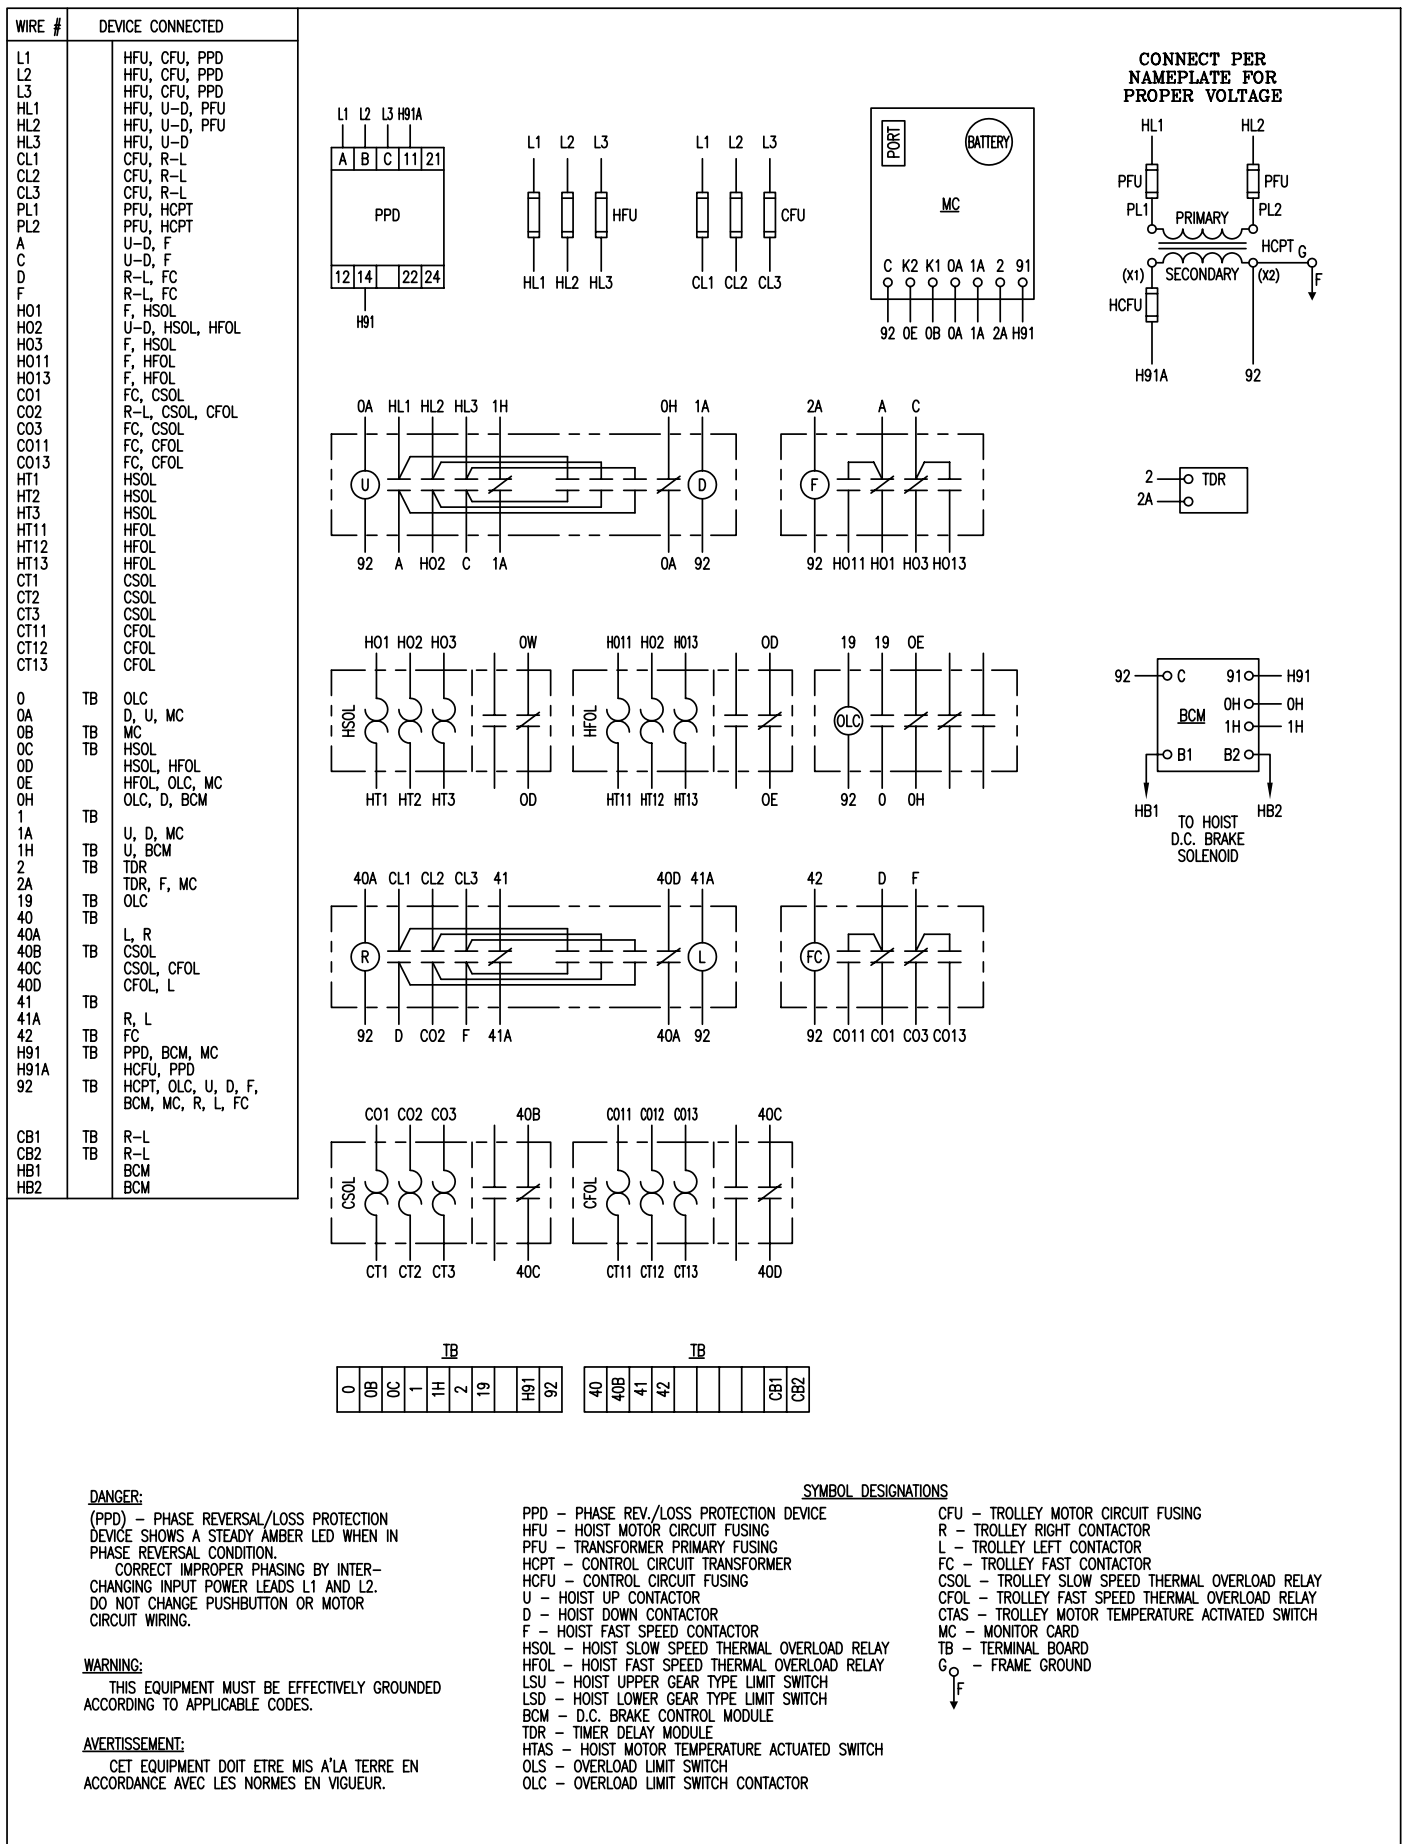 WIRE # DEVICE CONNECTED
L1 HFU, CFU, PPD
L2 HFU, CFU, PPD
L3 HFU, CFU, PPD
HL1 HFU, U-D, PFU
HL2 HFU, U-D, PFU
HL3 HFU, U-D
CL1 CFU, R-L
CL2 CFU, R-L
CL3 CFU, R-L
PL1 PFU, HCPT
PL2 PFU, HCPT
A U-D, F
C U-D, F
D R-L, FC
F R-L, FC
HO1 F, HSOL
HO2 U-D, HSOL, HFOL
HO3 F, HSOL
HO11 F, HFOL
HO13 F, HFOL
CO1 FC, CSOL
CO2 R-L, CSOL, CFOL
CO3 FC, CSOL
CO11 FC, CFOL
CO13 FC, CFOL
HT1 HSOL
HT2 HSOL
HT3 HSOL
HT11 HFOL
HT12 HFOL
HT13 HFOL
CT1 CSOL
CT2 CSOL
CT3 CSOL
CT11 CFOL
CT12 CFOL
CT13 CFOL
0 TB OLC
0A D, U, MC
0B TB MC
0C TB HSOL
0D HSOL, HFOL
0E HFOL, OLC, MC
0H OLC, D, BCM
1 TB
1A U, D, MC
1H TB U, BCM
2 TB TDR
2A TDR, F, MC
19 TB OLC
40 TB
40A L, R
40B TB CSOL
40C CSOL, CFOL
40D CFOL, L
41 TB
41A R, L
42 TB FC
H91 TB PPD, BCM, MC
H91A HCFU, PPD
92 TB HCPT, OLC, U, D, F,
BCM, MC, R, L, FC
CB1 TB R-L
CB2 TB R-L
HB1 BCM
HB2 BCM
L1 L2 L3 H91A
A B C 11 21
PPD
12 14 22 24
H91
L1 L2 L3
HFU
HL1 HL2 HL3
L1 L2 L3
CFU
CL1 CL2 CL3
PORT BATTERY
MC
C K2 K1 0A 1A 2 91
92 0E 0B 0A 1A 2A H91
CONNECT PER
NAMEPLATE FOR
PROPER VOLTAGE
HL1 HL2
PFU PFU
PL1 PL2
PRIMARY
HCPT G
(X1) SECONDARY (X2) F
HCFU
H91A 92
0A HL1 HL2 HL3 1H 0H 1A
U D
92 A HO2 C 1A 0A 92
2A A C
F
92 HO11 HO1 HO3 HO13
2 TDR
2A
HO1 HO2 HO3 0W
HSOL
HT1 HT2 HT3 0D
HO11 HO2 HO13 0D
HFOL
HT11 HT12 HT13 0E
19 19 0E
OLC
92 0 0H
92 C 91 H91
0H 0H
BCM 1H 1H
B1 B2
HB1 HB2
TO HOIST
D.C. BRAKE
SOLENOID
40A CL1 CL2 CL3 41 40D 41A
R L
92 D CO2 F 41A 40A 92
42 D F
FC
92 CO11 CO1 CO3 CO13
CO1 CO2 CO3 40B
CSOL
CT1 CT2 CT3 40C
CO11 CO12 CO13 40C
CFOL
CT11 CT12 CT13 40D
TB
0 0B 0C 1 1H 2 19 H91 92
TB
40 40B 41 42 CB1 CB2
DANGER:
(PPD) - PHASE REVERSAL/LOSS PROTECTION
DEVICE SHOWS A STEADY AMBER LED WHEN IN
PHASE REVERSAL CONDITION.
CORRECT IMPROPER PHASING BY INTER-
CHANGING INPUT POWER LEADS L1 AND L2.
DO NOT CHANGE PUSHBUTTON OR MOTOR
CIRCUIT WIRING.
WARNING:
THIS EQUIPMENT MUST BE EFFECTIVELY GROUNDED
ACCORDING TO APPLICABLE CODES.
AVERTISSEMENT:
CET EQUIPMENT DOIT ETRE MIS A'LA TERRE EN
ACCORDANCE AVEC LES NORMES EN VIGUEUR.
SYMBOL DESIGNATIONS
PPD - PHASE REV./LOSS PROTECTION DEVICE
HFU - HOIST MOTOR CIRCUIT FUSING
PFU - TRANSFORMER PRIMARY FUSING
HCPT - CONTROL CIRCUIT TRANSFORMER
HCFU - CONTROL CIRCUIT FUSING
U - HOIST UP CONTACTOR
D - HOIST DOWN CONTACTOR
F - HOIST FAST SPEED CONTACTOR
HSOL - HOIST SLOW SPEED THERMAL OVERLOAD RELAY
HFOL - HOIST FAST SPEED THERMAL OVERLOAD RELAY
LSU - HOIST UPPER GEAR TYPE LIMIT SWITCH
LSD - HOIST LOWER GEAR TYPE LIMIT SWITCH
BCM - D.C. BRAKE CONTROL MODULE
TDR - TIMER DELAY MODULE
HTAS - HOIST MOTOR TEMPERATURE ACTUATED SWITCH
OLS - OVERLOAD LIMIT SWITCH
OLC - OVERLOAD LIMIT SWITCH CONTACTOR
CFU - TROLLEY MOTOR CIRCUIT FUSING
R - TROLLEY RIGHT CONTACTOR
L - TROLLEY LEFT CONTACTOR
FC - TROLLEY FAST CONTACTOR
CSOL - TROLLEY SLOW SPEED THERMAL OVERLOAD RELAY
CFOL - TROLLEY FAST SPEED THERMAL OVERLOAD RELAY
CTAS - TROLLEY MOTOR TEMPERATURE ACTIVATED SWITCH
MC - MONITOR CARD
TB - TERMINAL BOARD
G - FRAME GROUND
F